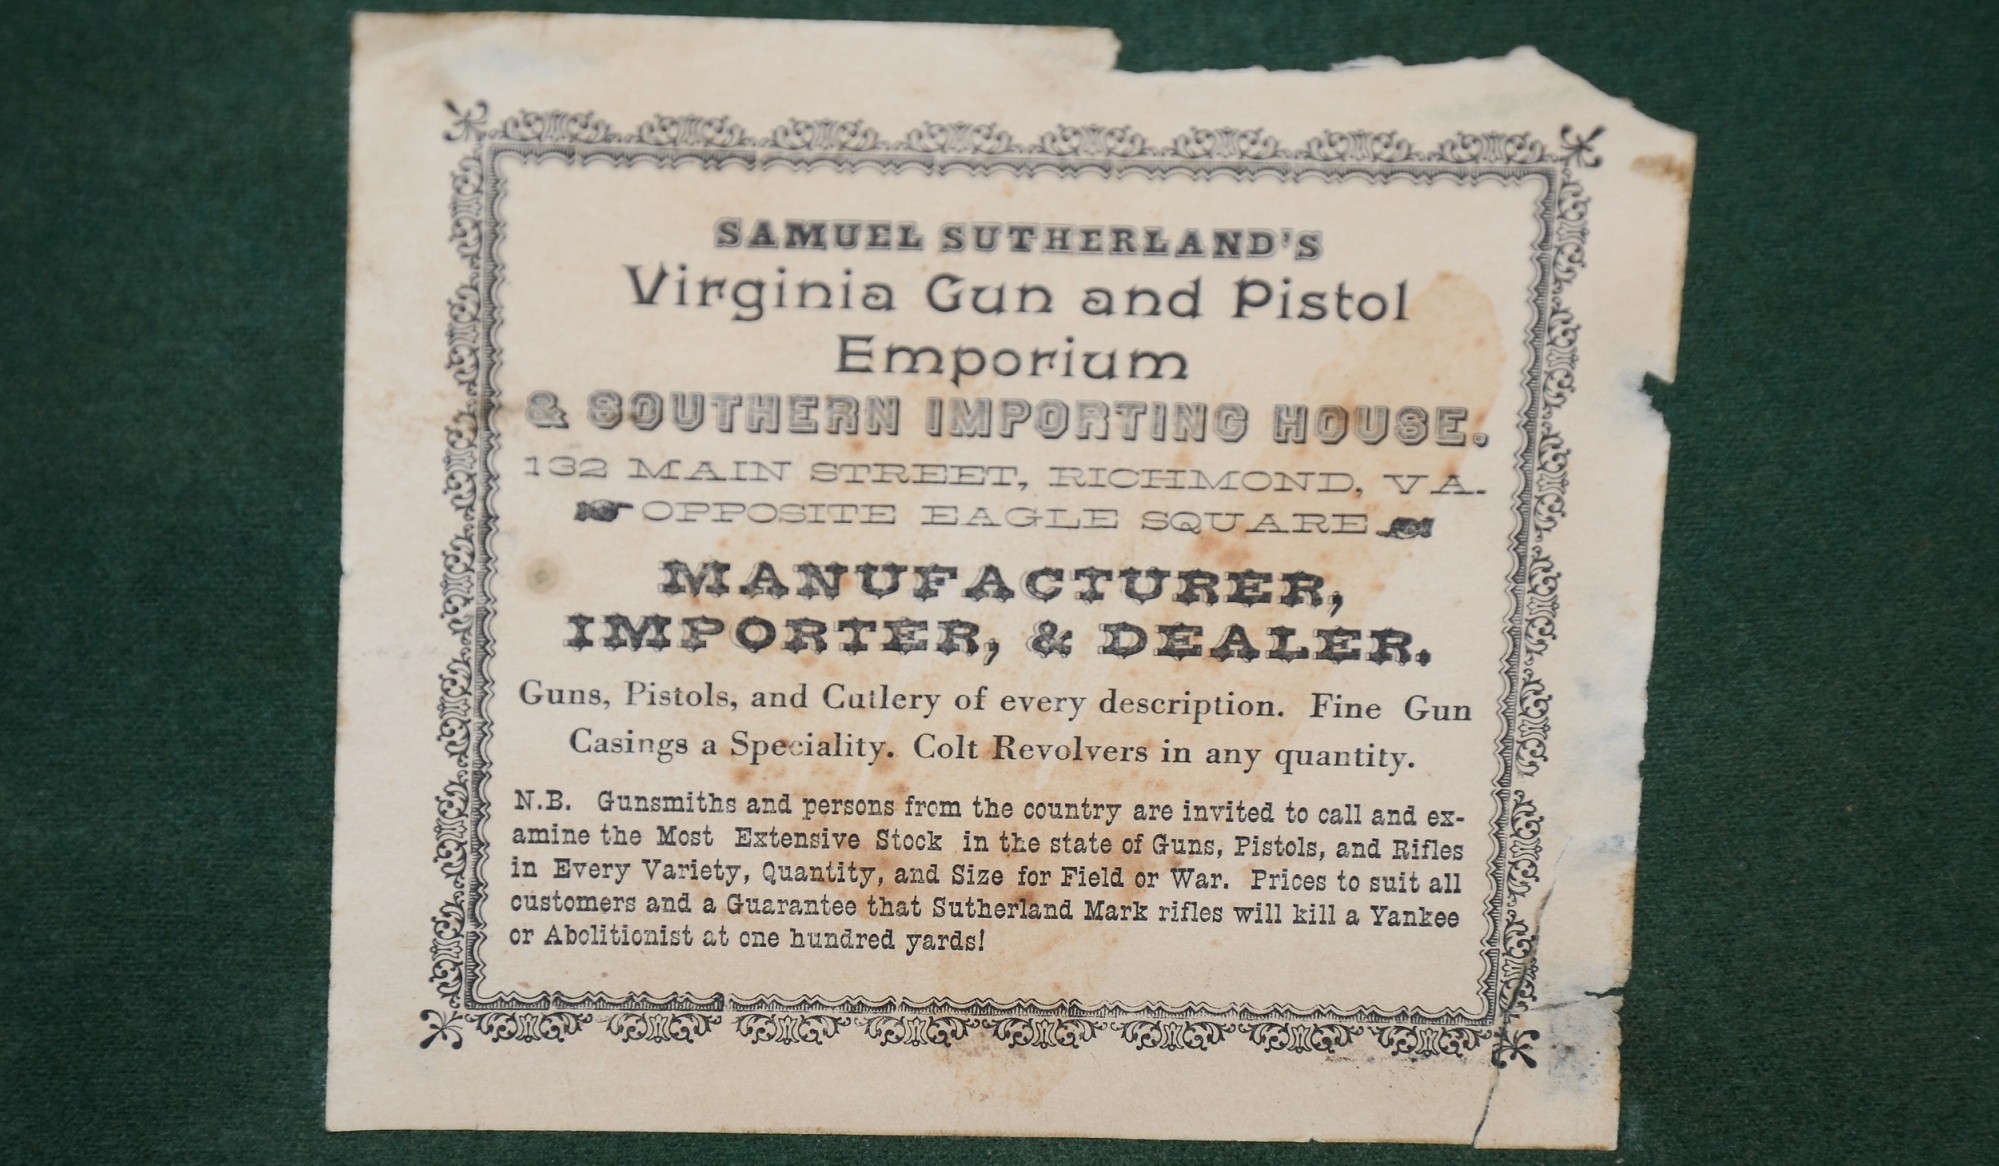 SAMUEL SUTHERLAND'S
Virginia Gun and Pistol
Emporium
& SOUTHERN IMPORTING HOUSE.
132 MAIN STREET, RICHMOND, VA.
OPPOSITE EAGLE SQUARE
MANUFACTURER,
IMPORTER, & DEALER.
Guns, Pistols, and Cutlery of every description. Fine Gun
Casings a Speciality. Colt Revolvers in any quantity.
N.B. Gunsmiths and persons from the country are invited to call and ex-
amine the Most Extensive Stock in the state of Guns, Pistols, and Rifles
in Every Variety, Quantity, and Size for Field or War. Prices to suit all
customers and a Guarantee that Sutherland Mark rifles will kill a Yankee
or Abolitionist at one hundred yards!